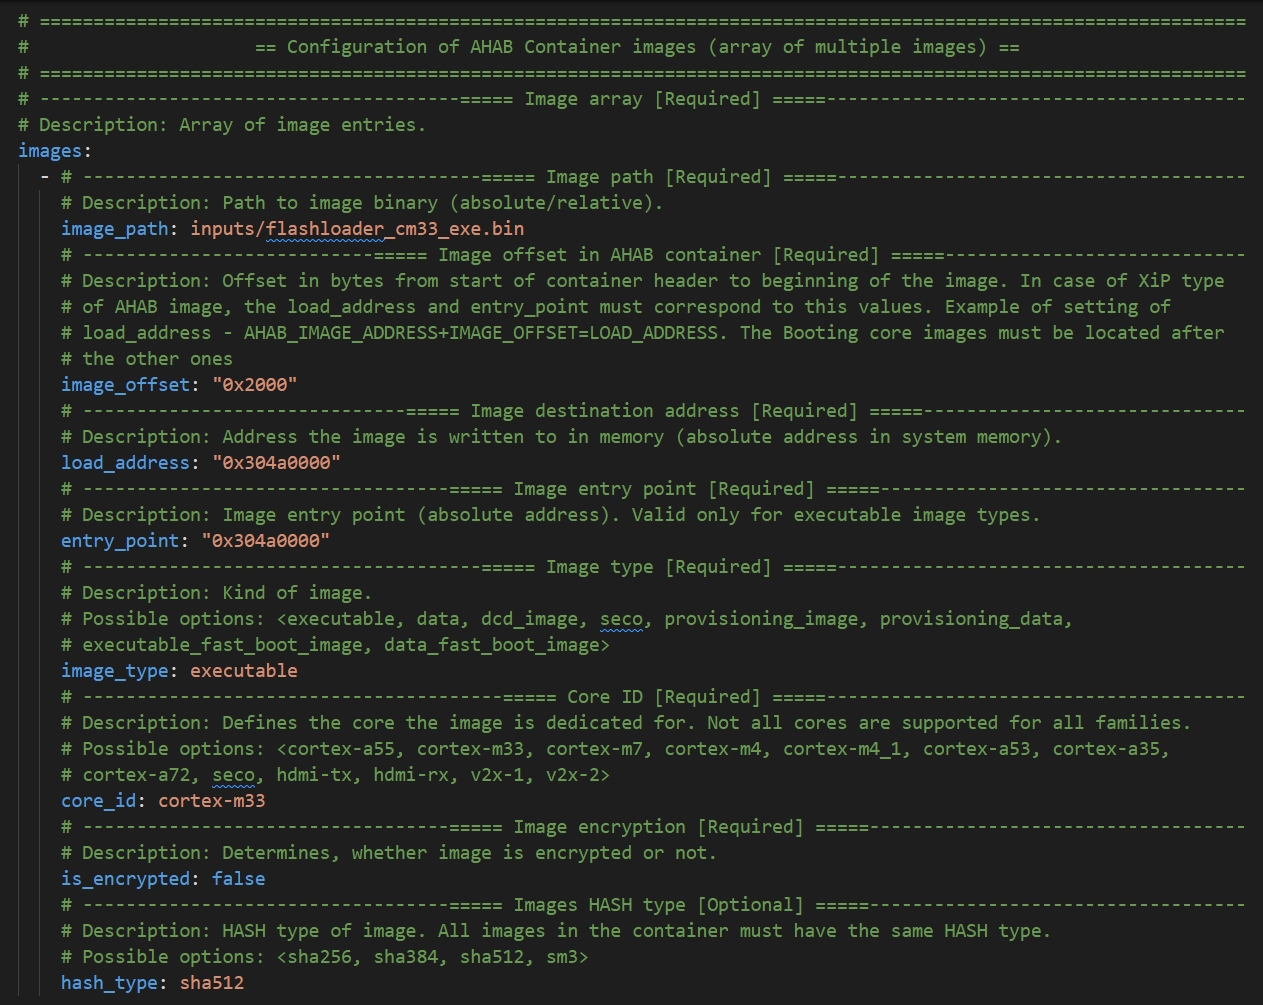 # ================================================================================================================
#                     == Configuration of AHAB Container images (array of multiple images) ==
# ================================================================================================================
# ---------------------------------------===== Image array [Required] =====---------------------------------------
# Description: Array of image entries.
images:
  - # -------------------------------------===== Image path [Required] =====--------------------------------------
    # Description: Path to image binary (absolute/relative).
    image_path: inputs/flashloader_cm33_exe.bin
    # ---------------------------===== Image offset in AHAB container [Required] =====----------------------------
    # Description: Offset in bytes from start of container header to beginning of the image. In case of XiP type
    # of AHAB image, the load_address and entry_point must correspond to this values. Example of setting of
    # load_address - AHAB_IMAGE_ADDRESS+IMAGE_OFFSET=LOAD_ADDRESS. The Booting core images must be located after
    # the other ones
    image_offset: "0x2000"
    # ------------------------------===== Image destination address [Required] =====------------------------------
    # Description: Address the image is written to in memory (absolute address in system memory).
    load_address: "0x304a0000"
    # ----------------------------------===== Image entry point [Required] =====----------------------------------
    # Description: Image entry point (absolute address). Valid only for executable image types.
    entry_point: "0x304a0000"
    # -------------------------------------===== Image type [Required] =====--------------------------------------
    # Description: Kind of image.
    # Possible options: <executable, data, dcd_image, seco, provisioning_image, provisioning_data,
    # executable_fast_boot_image, data_fast_boot_image>
    image_type: executable
    # ---------------------------------------===== Core ID [Required] =====---------------------------------------
    # Description: Defines the core the image is dedicated for. Not all cores are supported for all families.
    # Possible options: <cortex-a55, cortex-m33, cortex-m7, cortex-m4, cortex-m4_1, cortex-a53, cortex-a35,
    # cortex-a72, seco, hdmi-tx, hdmi-rx, v2x-1, v2x-2>
    core_id: cortex-m33
    # ----------------------------------===== Image encryption [Required] =====-----------------------------------
    # Description: Determines, whether image is encrypted or not.
    is_encrypted: false
    # ----------------------------------===== Images HASH type [Optional] =====-----------------------------------
    # Description: HASH type of image. All images in the container must have the same HASH type.
    # Possible options: <sha256, sha384, sha512, sm3>
    hash_type: sha512